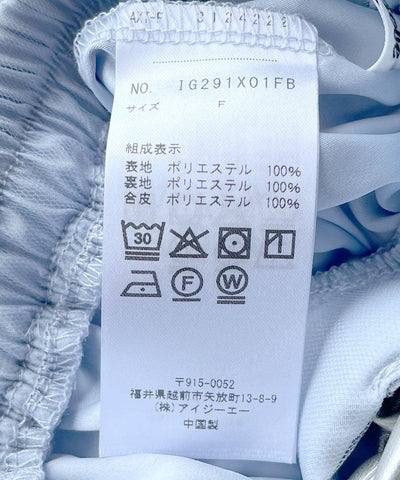 NO. IG291X01FB
サイズ F
組成表示
表地 ポリエステル 100%
裏地 ポリエステル 100%
合皮 ポリエステル 100%
30
1
F
W
〒915-0052
福井県越前市矢放町13-8-9
(株)アイジーエー
中国製